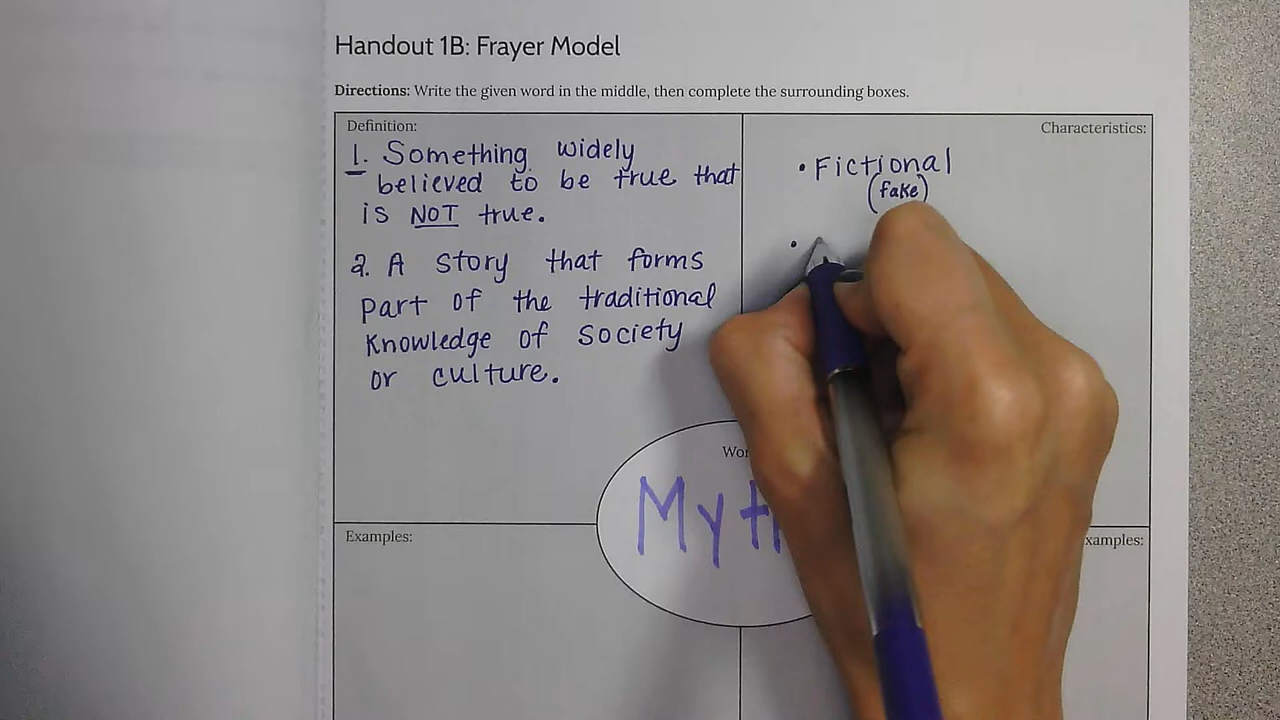 Handout 1B: Frayer Model
Directions: Write the given word in the middle, then complete the surrounding boxes.
Definition:
1. Something widely
believed to be true that
is NOT true.
2. A story that forms
part of the traditional
knowledge of society
or culture.
Characteristics:
• Fictional
(fake)
•
Examples: